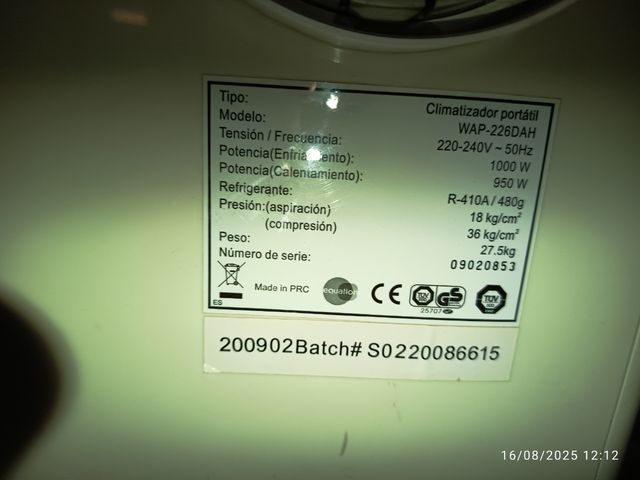 Tipo: Climatizador portátil
Modelo: WAP-226DAH
Tensión / Frecuencia: 220-240V ~ 50Hz
Potencia(Enfriamiento): 1000 W
Potencia(Calentamiento): 950 W
Refrigerante: R-410A / 480g
Presión: (aspiración) 18 kg/cm²
(compresión) 36 kg/cm²
Peso: 27.5kg
Número de serie: 09020853
ES
Made in PRC equation CE TÜV GS TÜV
25707
200902Batch# S0220086615
16/08/2025 12:12